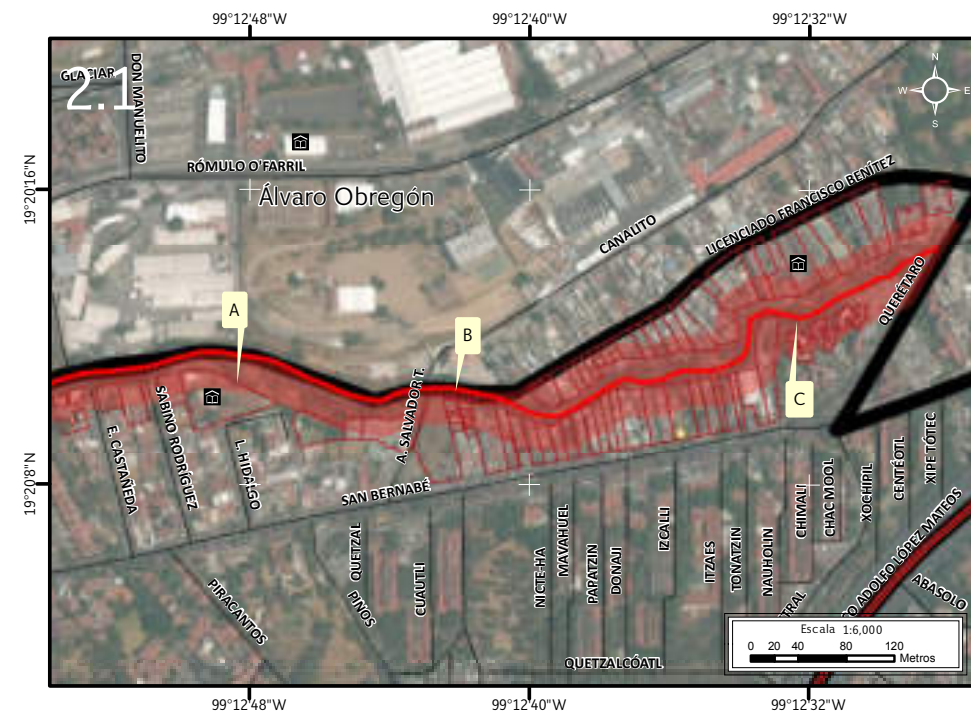 99°12'48"W
99°12'40"W
99°12'32"W
GLACIAR
2.1
DON MANUELITO
N
W
E
S
RÓMULO O'FARRIL
19°20'16"N
Álvaro Obregón
LICENCIADO FRANCISCO BENÍTEZ
CANALITO
QUERÉTARO
A
B
C
SABINO RODRÍGUEZ
A. SALVADOR T.
E. CASTAÑEDA
L. HIDALGO
19°20'8"N
SAN BERNABÉ
CHIMALI
CHAC MOOL
XOCHIPIL
CENTÉOTL
XIPE TÓTEC
QUETZAL
CUAUTLI
PINOS
PIRACANTOS
NICTE-HA
MAVAHUEL
PAPATZIN
DONAJI
IZCALLI
ITZAES
TONATZIN
NAUHOLIN
TRAL
O ADOLFO LÓPEZ MATEOS
ABASOLO
QUETZALCÓATL
Escala 1:6,000
0 20 40 80 120
Metros
99°12'48"W
99°12'40"W
99°12'32"W